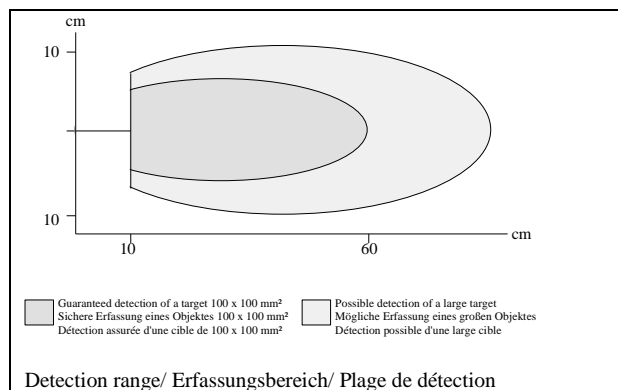 cm
10
10
cm
10
60
Guaranteed detection of a target 100 x 100 mm²
Sichere Erfassung eines Objektes 100 x 100 mm²
Détection assurée d'une cible de 100 x 100 mm²
Possible detection of a large target
Mögliche Erfassung eines großen Objektes
Détection possible d'une large cible
Detection range/ Erfassungsbereich/ Plage de détection